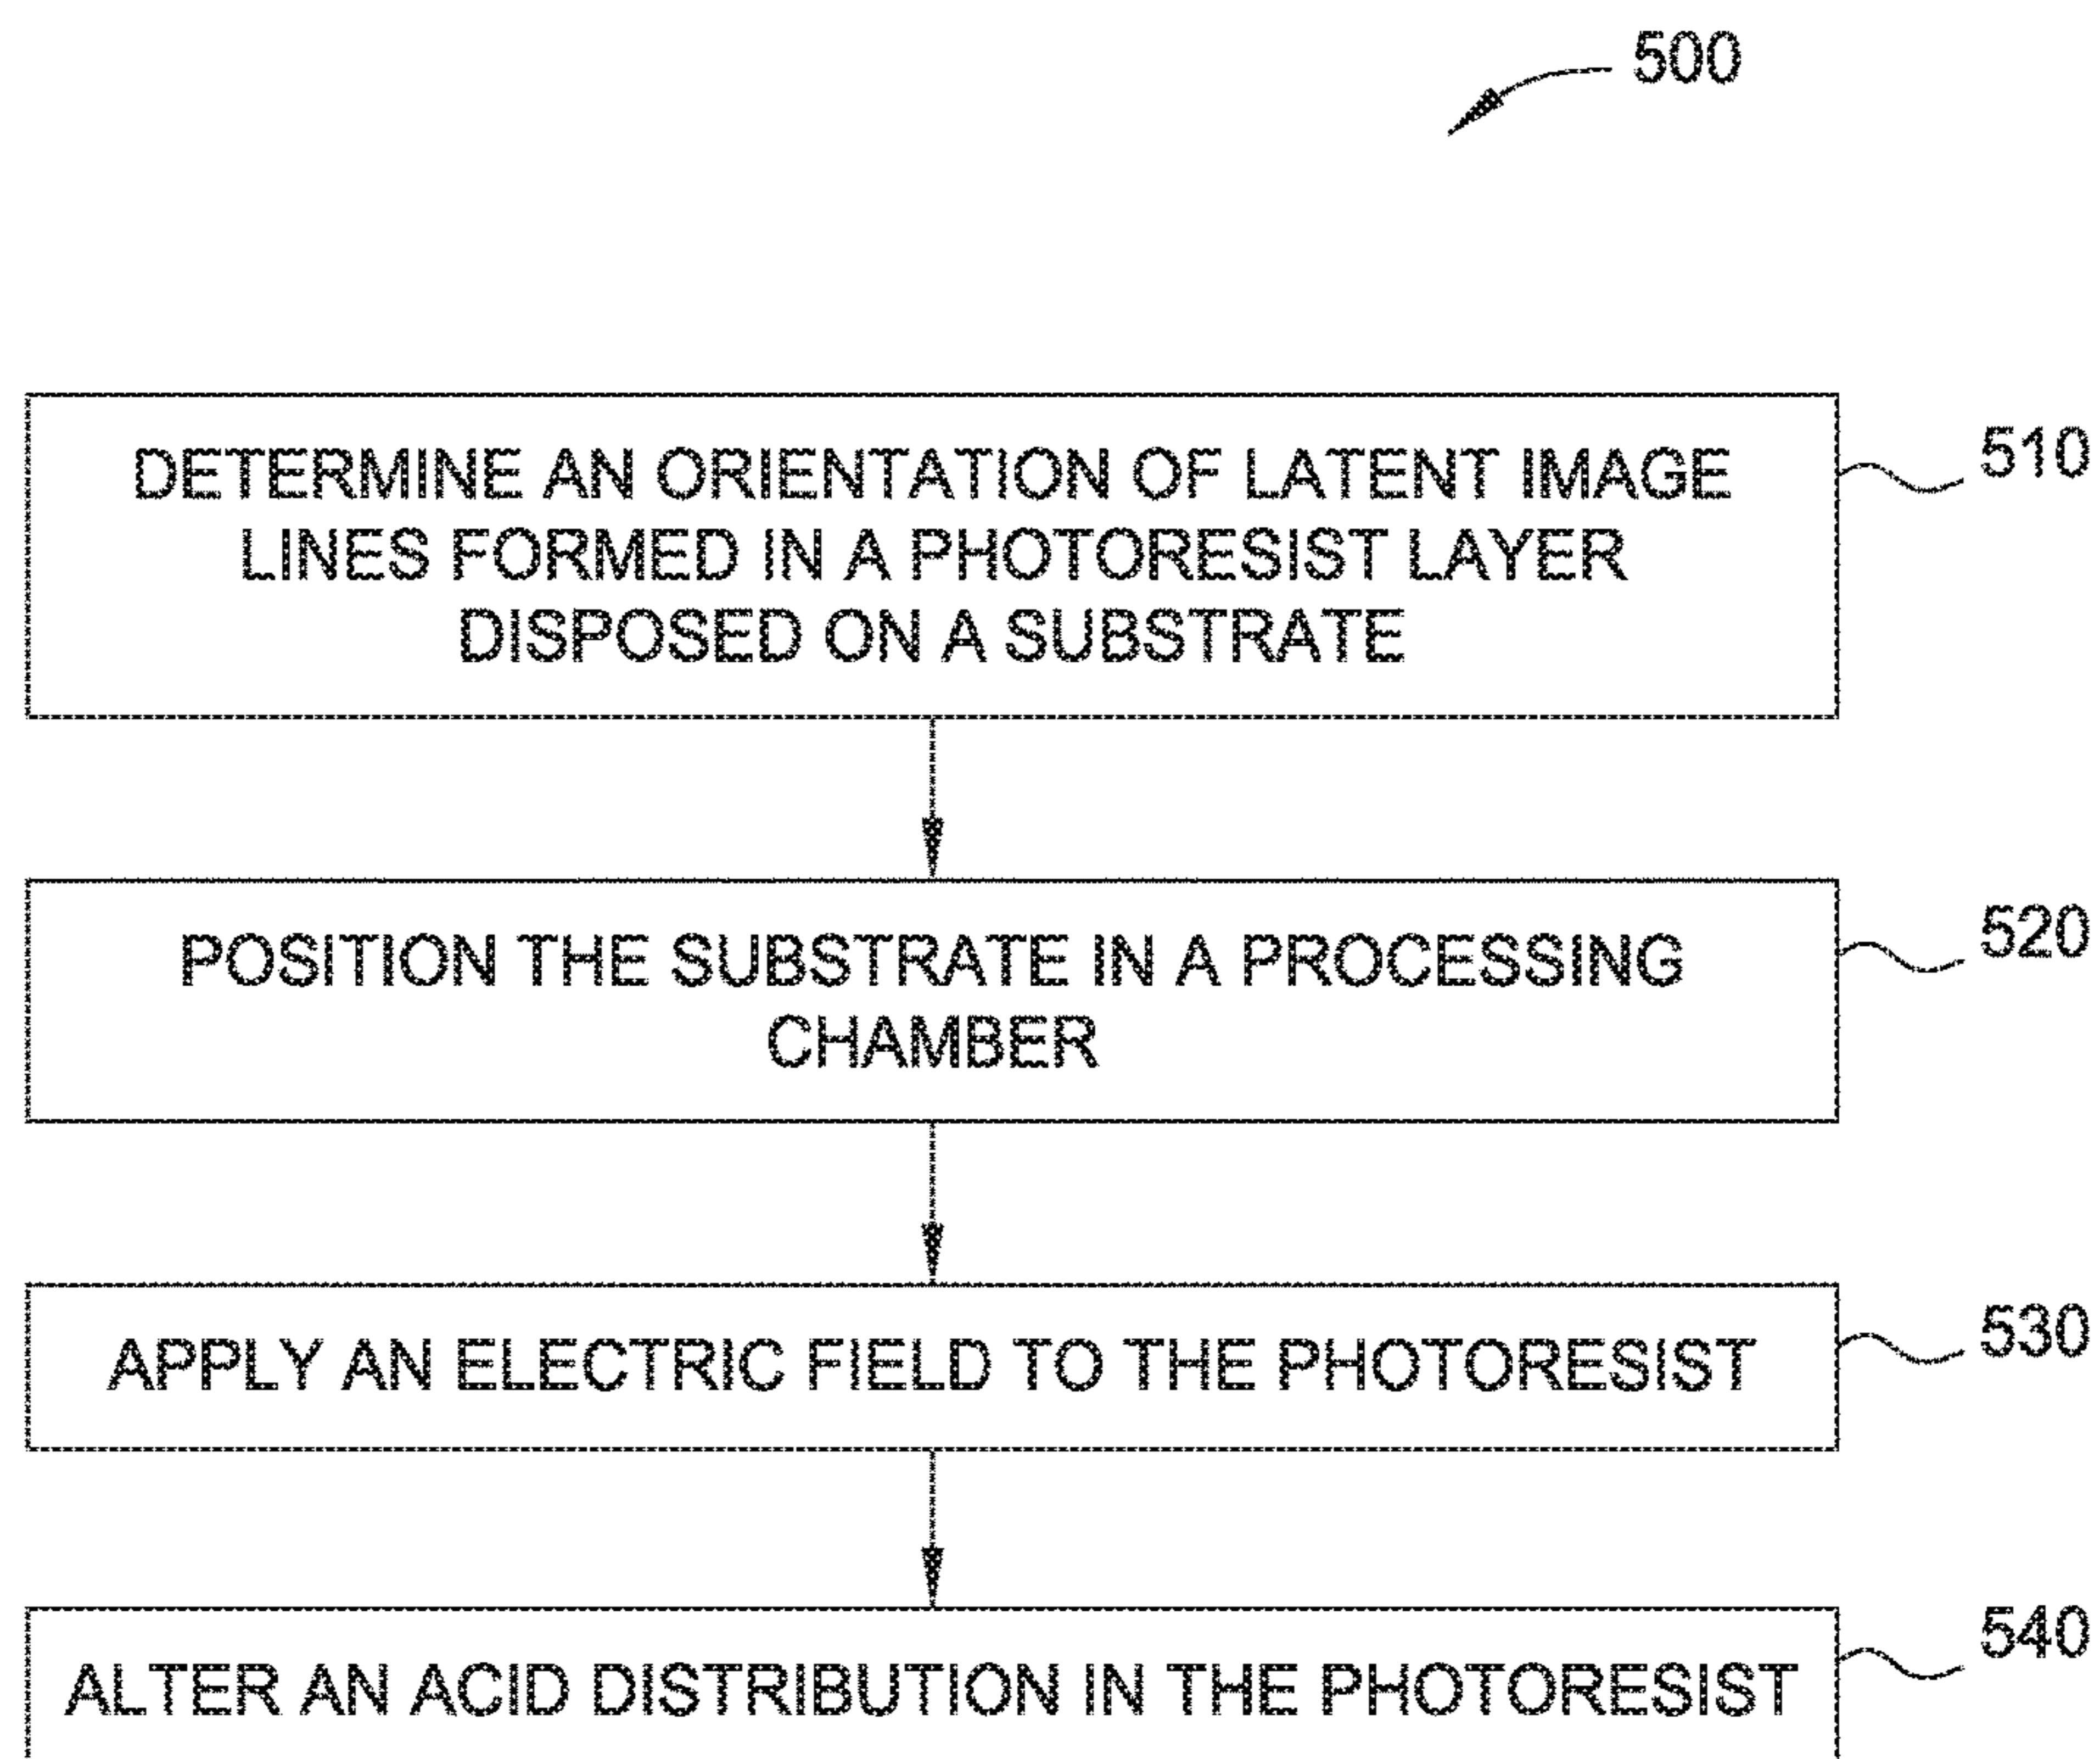 500
DETERMINE AN ORIENTATION OF LATENT IMAGE
LINES FORMED IN A PHOTORESIST LAYER
DISPOSED ON A SUBSTRATE
510
POSITION THE SUBSTRATE IN A PROCESSING
CHAMBER
520
APPLY AN ELECTRIC FIELD TO THE PHOTORESIST
530
ALTER AN ACID DISTRIBUTION IN THE PHOTORESIST
540